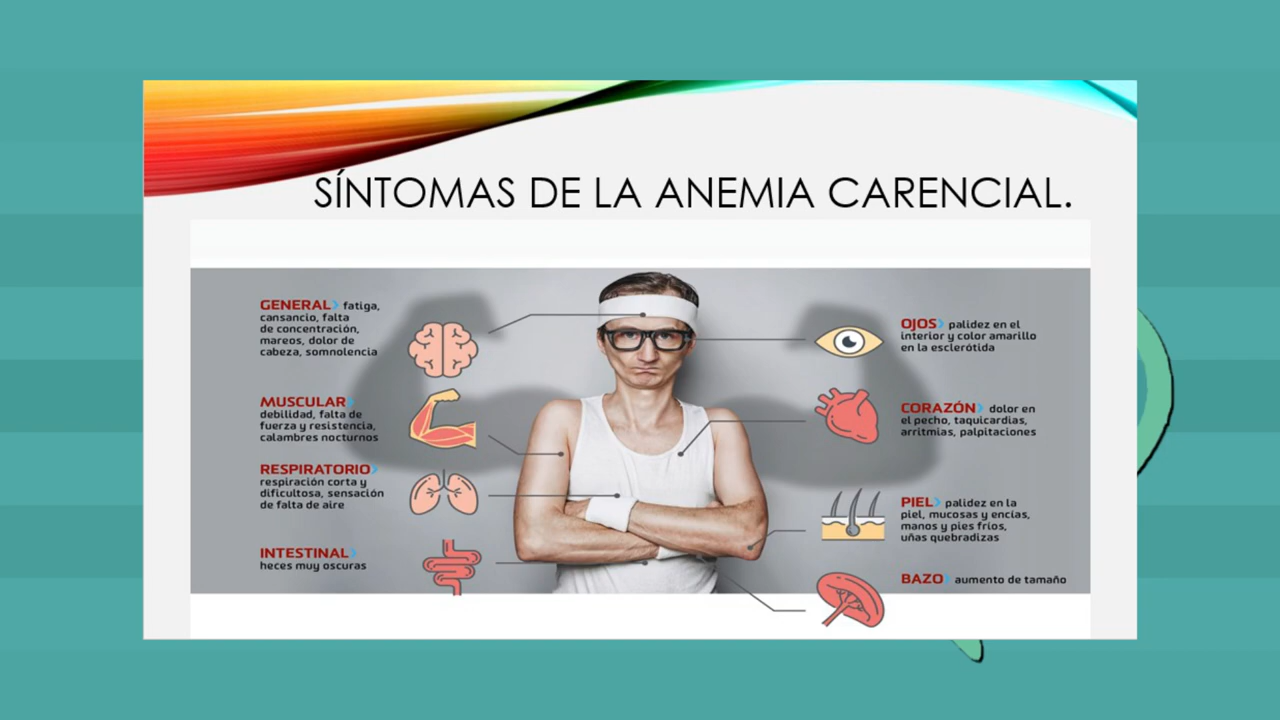 SÍNTOMAS DE LA ANEMIA CARENCIAL.
GENERAL› fatiga,
cansancio, falta
de concentración,
mareos, dolor de
cabeza, somnolencia
MUSCULAR›
debilidad, falta de
fuerza y resistencia,
calambres nocturnos
RESPIRATORIO›
respiración corta y
dificultosa, sensación
de falta de aire
INTESTINAL›
heces muy oscuras
OJOS› palidez en el
interior y color amarillo
en la esclerótida
CORAZÓN› dolor en
el pecho, taquicardias,
arritmias, palpitaciones
PIEL› palidez en la
piel, mucosas y encías,
manos y pies fríos,
uñas quebradizas
BAZO› aumento de tamaño